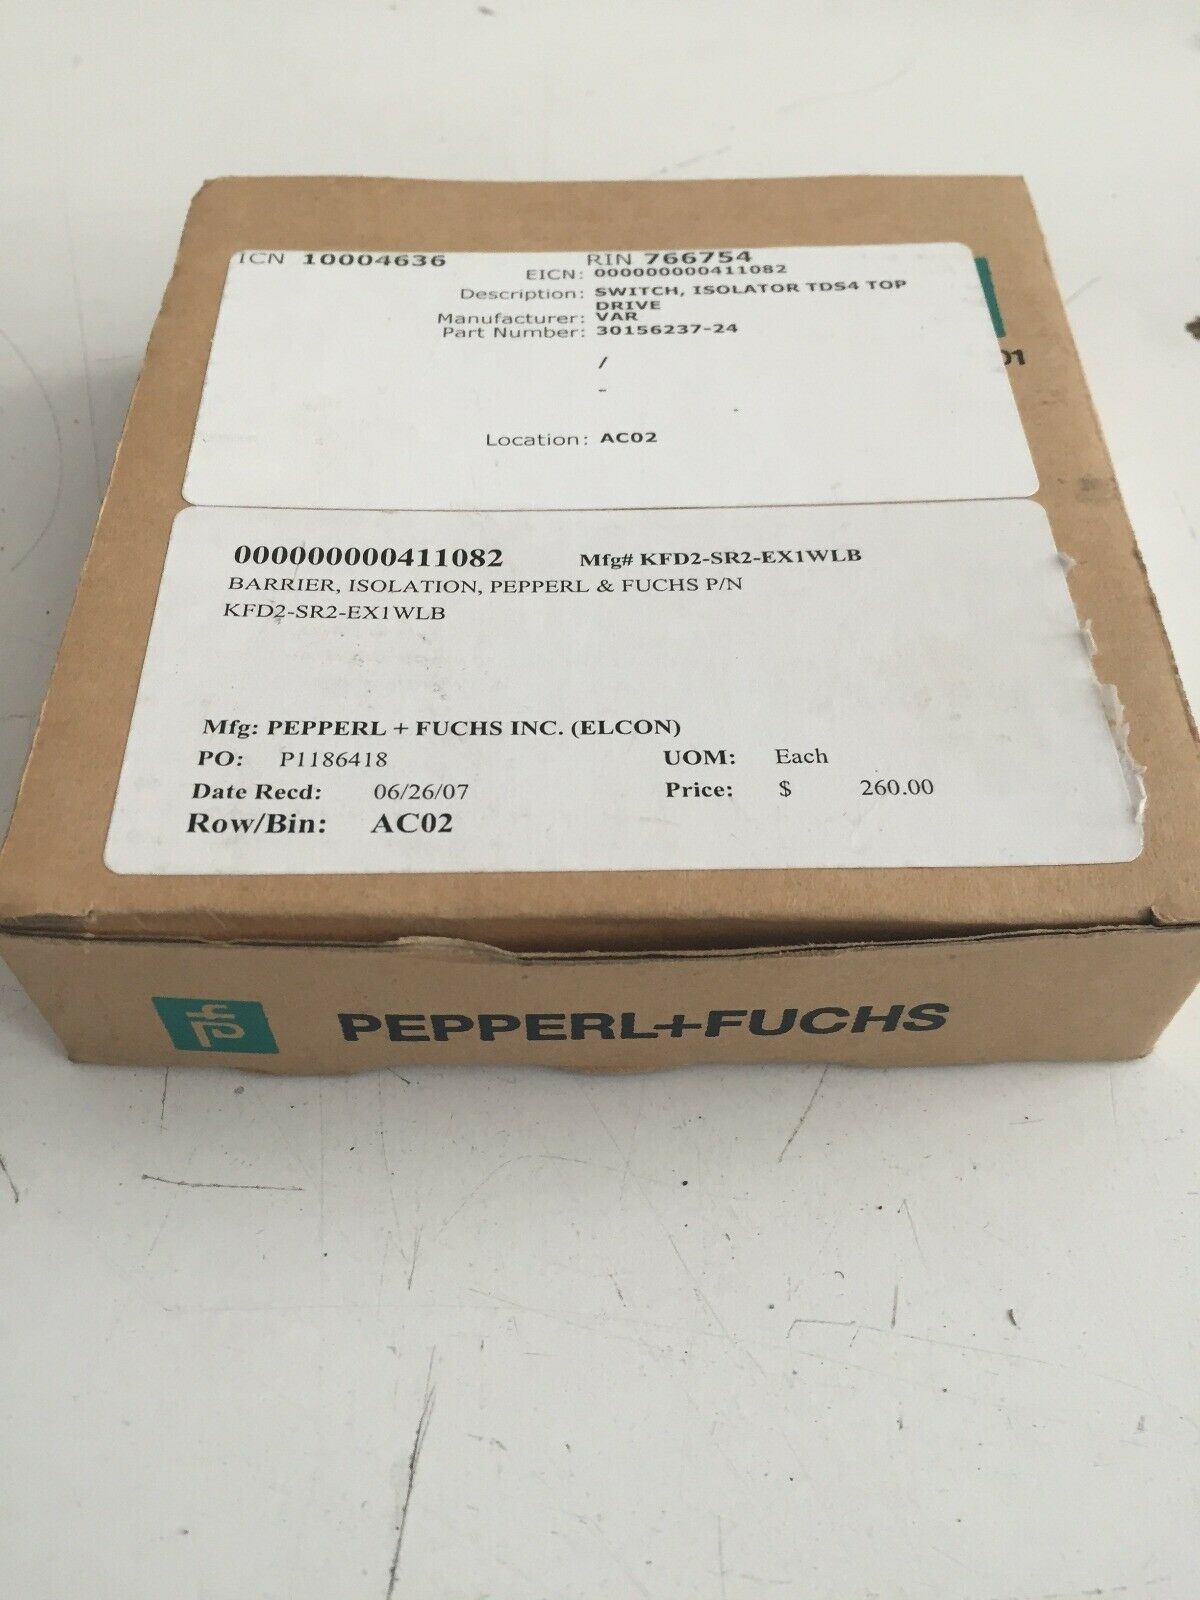 ICN 10004636 RIN 766754
EICN: 000000000411082
Description: SWITCH, ISOLATOR TDS4 TOP
DRIVE
Manufacturer: VAR
Part Number: 30156237-24
/
-
Location: AC02
01
000000000411082 Mfg# KFD2-SR2-EX1WLB
BARRIER, ISOLATION, PEPPERL & FUCHS P/N
KFD2-SR2-EX1WLB
Mfg: PEPPERL + FUCHS INC. (ELCON)
PO: P1186418 UOM: Each
Date Recd: 06/26/07 Price: $ 260.00
Row/Bin: AC02
PEPPERL+FUCHS